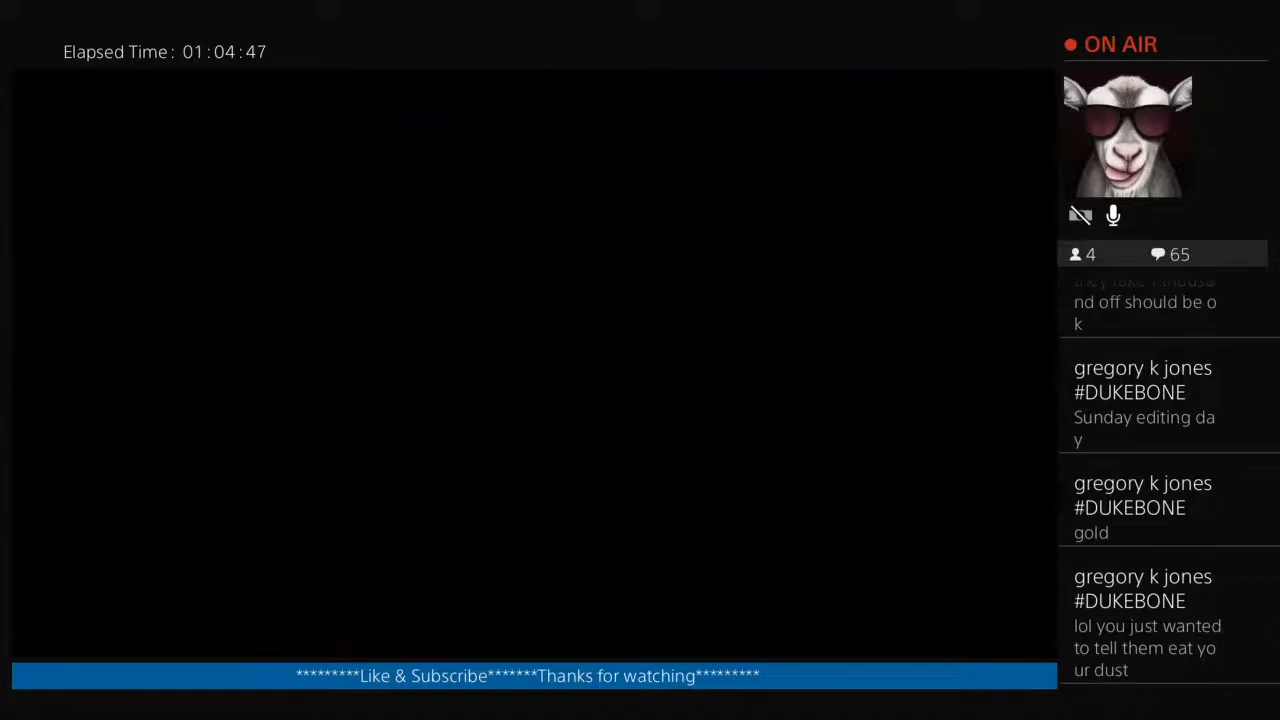 Elapsed Time: 01:04:47
ON AIR
4 65
nd off should be o
k
gregory k jones
#DUKEBONE
Sunday editing da
y
gregory k jones
#DUKEBONE
gold
gregory k jones
#DUKEBONE
lol you just wanted
to tell them eat yo
ur dust
*********Like & Subscribe*******Thanks for watching*********